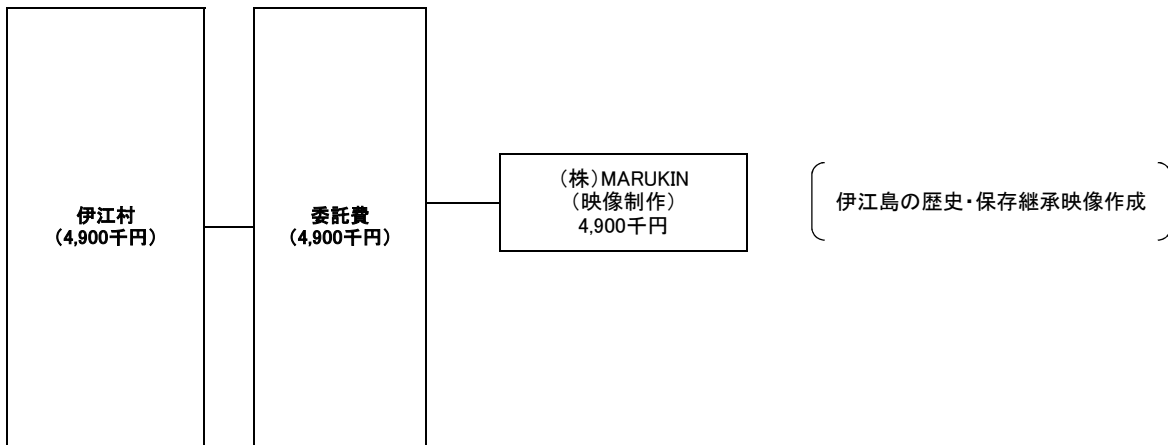 伊江村
（4,900千円）
委託費
（4,900千円）
（株）MARUKIN
（映像制作）
4,900千円
伊江島の歴史・保存継承映像作成